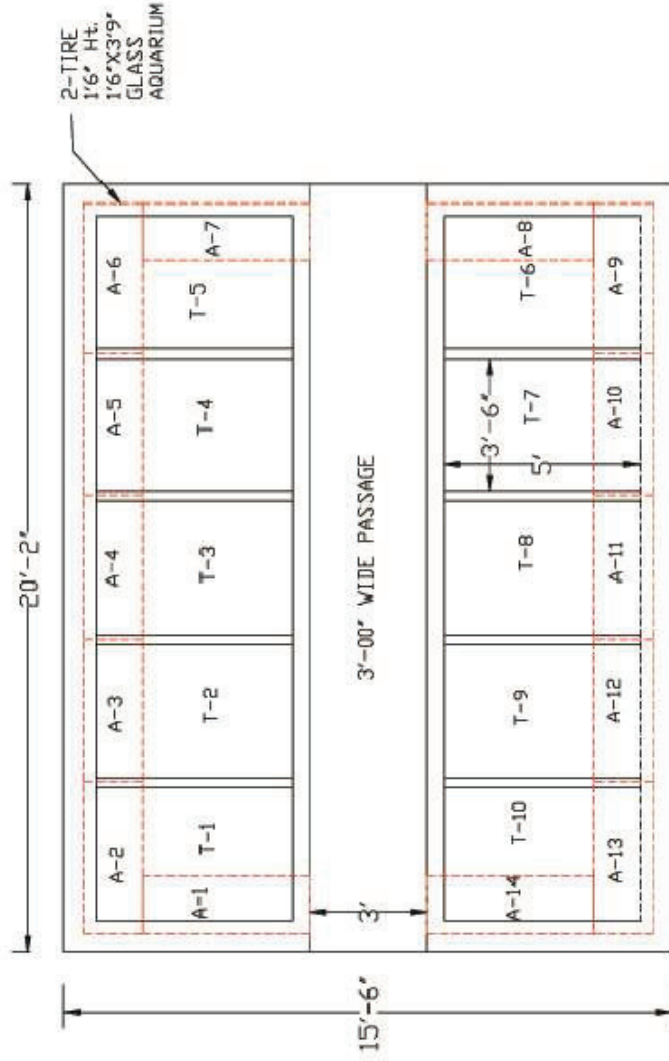 20'-2"
2-TIRE
1'6" Ht.
1'6"X3'9"
GLASS
AQUARIUM
A-2
A-3
A-4
A-5
A-6
A-1
T-1
T-2
T-3
T-4
T-5
A-7
3'
3'-00" WIDE PASSAGE
15'-6"
A-14
T-10
T-9
T-8
T-7
3'-6"
5'
T-6
A-8
A-13
A-12
A-11
A-10
A-9